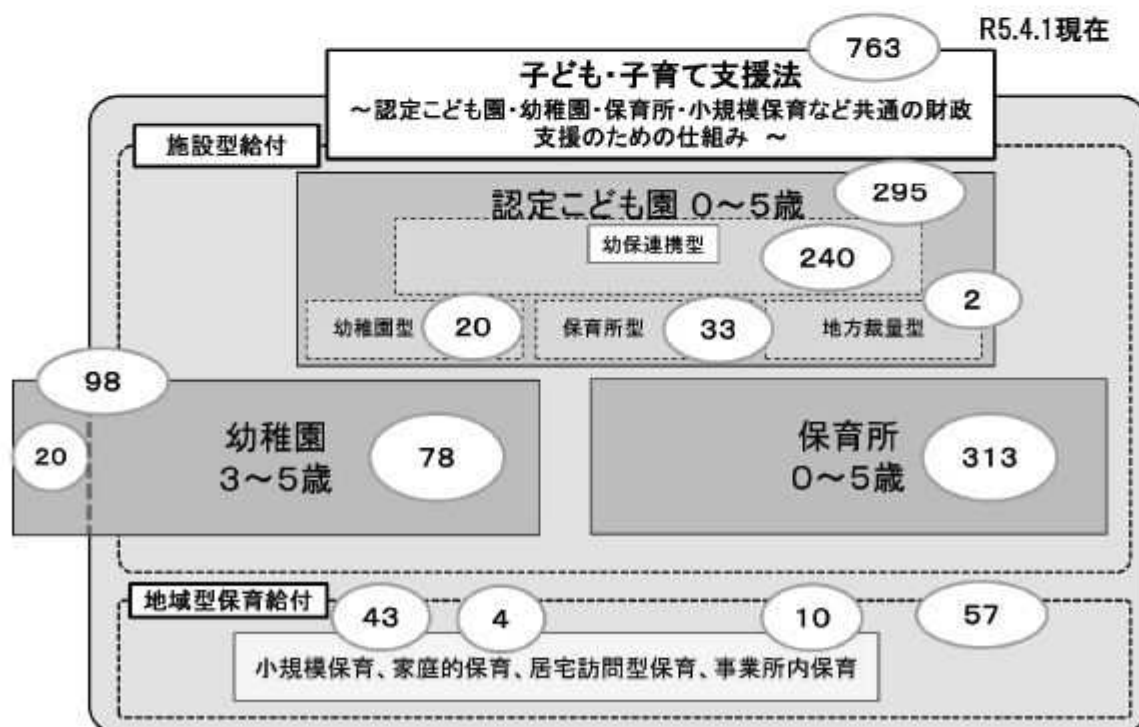 R5.4.1現在
763
子ども・子育て支援法
～認定こども園・幼稚園・保育所・小規模保育など共通の財政
支援のための仕組み ～
施設型給付
認定こども園 0～5歳
295
幼保連携型
240
幼稚園型
20
保育所型
33
地方裁量型
2
98
20
幼稚園
3～5歳
78
保育所
0～5歳
313
地域型保育給付
43
4
10
57
小規模保育、家庭的保育、居宅訪問型保育、事業所内保育